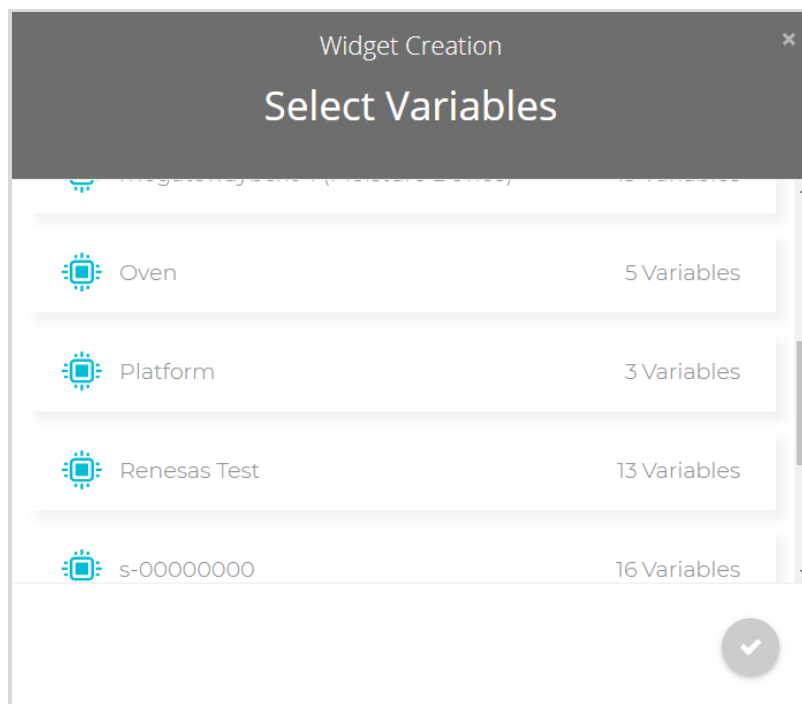 Widget Creation
Select Variables
Oven 5 Variables
Platform 3 Variables
Renesas Test 13 Variables
s-00000000 16 Variables